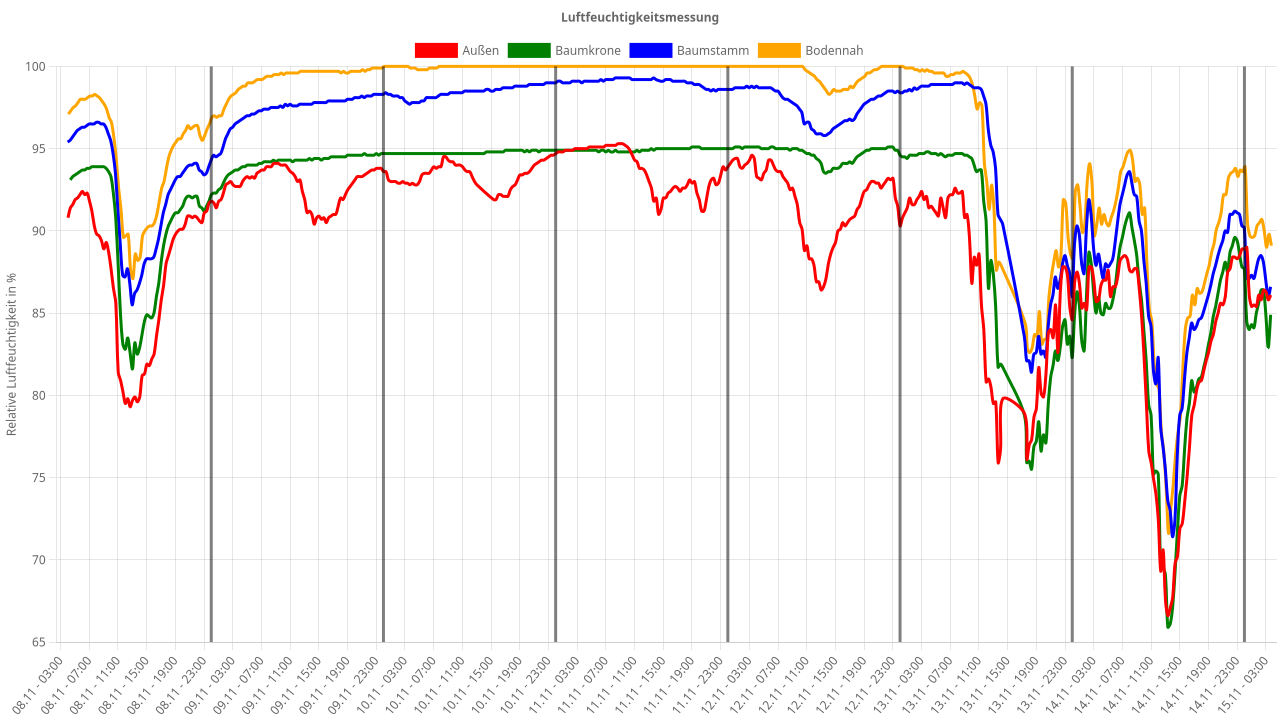 Luftfeuchtigkeitsmessung
Außen Baumkrone Baumstamm Bodennah
Relative Luftfeuchtigkeit in %
100
95
90
85
80
75
70
65
08.11 - 03:00
08.11 - 07:00
08.11 - 11:00
08.11 - 15:00
08.11 - 19:00
08.11 - 23:00
09.11 - 03:00
09.11 - 07:00
09.11 - 11:00
09.11 - 15:00
09.11 - 19:00
09.11 - 23:00
10.11 - 03:00
10.11 - 07:00
10.11 - 11:00
10.11 - 15:00
10.11 - 19:00
10.11 - 23:00
11.11 - 03:00
11.11 - 07:00
11.11 - 11:00
11.11 - 15:00
11.11 - 19:00
11.11 - 23:00
12.11 - 03:00
12.11 - 07:00
12.11 - 11:00
12.11 - 15:00
12.11 - 19:00
12.11 - 23:00
13.11 - 03:00
13.11 - 07:00
13.11 - 11:00
13.11 - 15:00
13.11 - 19:00
13.11 - 23:00
14.11 - 03:00
14.11 - 07:00
14.11 - 11:00
14.11 - 15:00
14.11 - 19:00
14.11 - 23:00
15.11 - 03:00